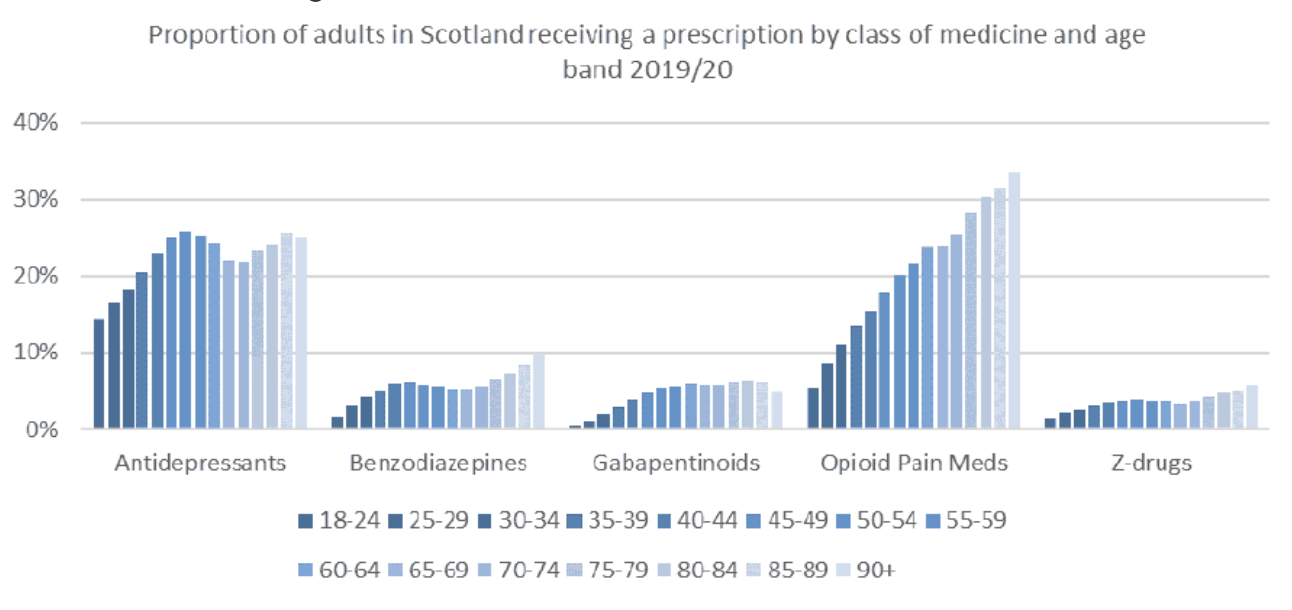 Proportion of adults in Scotland receiving a prescription by class of medicine and age
band 2019/20
40%
30%
20%
10%
0%
Antidepressants Benzodiazepines Gabapentinoids Opioid Pain Meds Z-drugs
18-24 25-29 30-34 35-39 40-44 45-49 50-54 55-59
60-64 65-69 70-74 75-79 80-84 85-89 90+